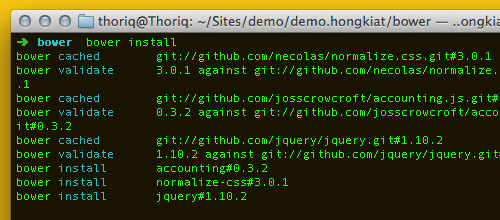 thoriq@Thoriq: ~/Sites/demo/demo.hongkiat/bower — ..ongkia
➜ bower bower install
bower cached git://github.com/necolas/normalize.css.git#3.0.1
bower validate 3.0.1 against git://github.com/necolas/normalize.
.1
bower cached git://github.com/josscrowcroft/accounting.js.git#
bower validate 0.3.2 against git://github.com/josscrowcroft/acco
it#0.3.2
bower cached git://github.com/jquery/jquery.git#1.10.2
bower validate 1.10.2 against git://github.com/jquery/jquery.git#
bower install accounting#0.3.2
bower install normalize-css#3.0.1
bower install jquery#1.10.2